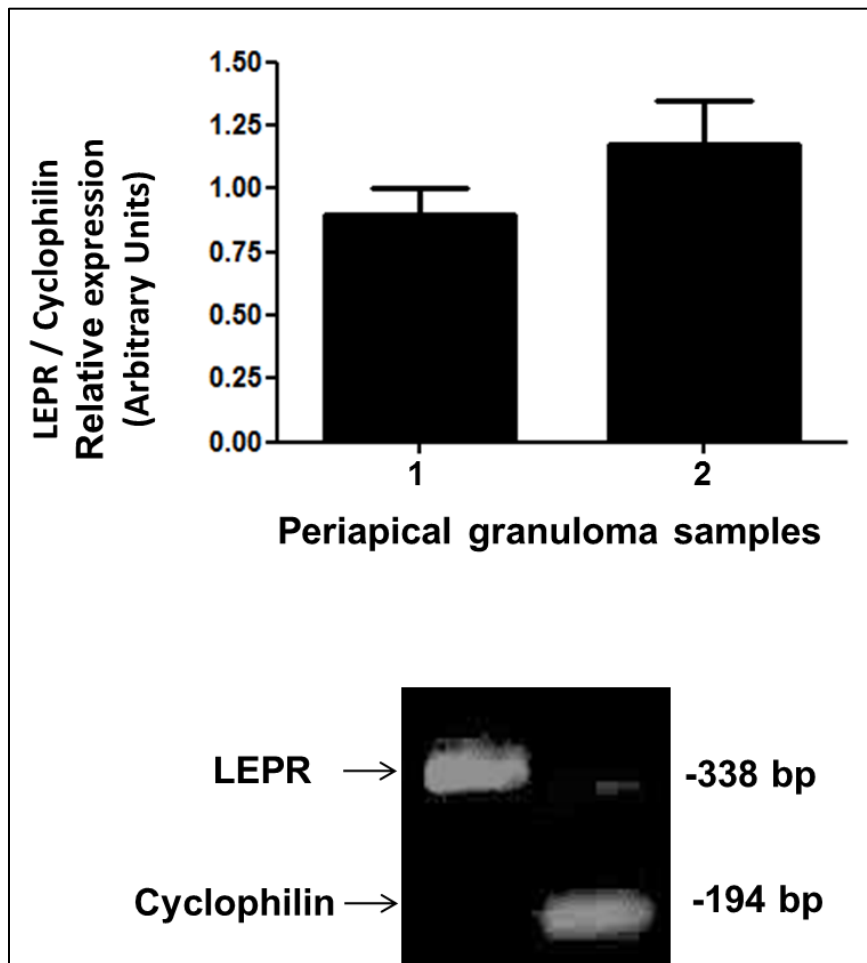 LEPR / Cyclophilin
Relative expression
(Arbitrary Units)
1.50
1.25
1.00
0.75
0.50
0.25
0.00
1 2
Periapical granuloma samples
LEPR -338 bp
Cyclophilin -194 bp